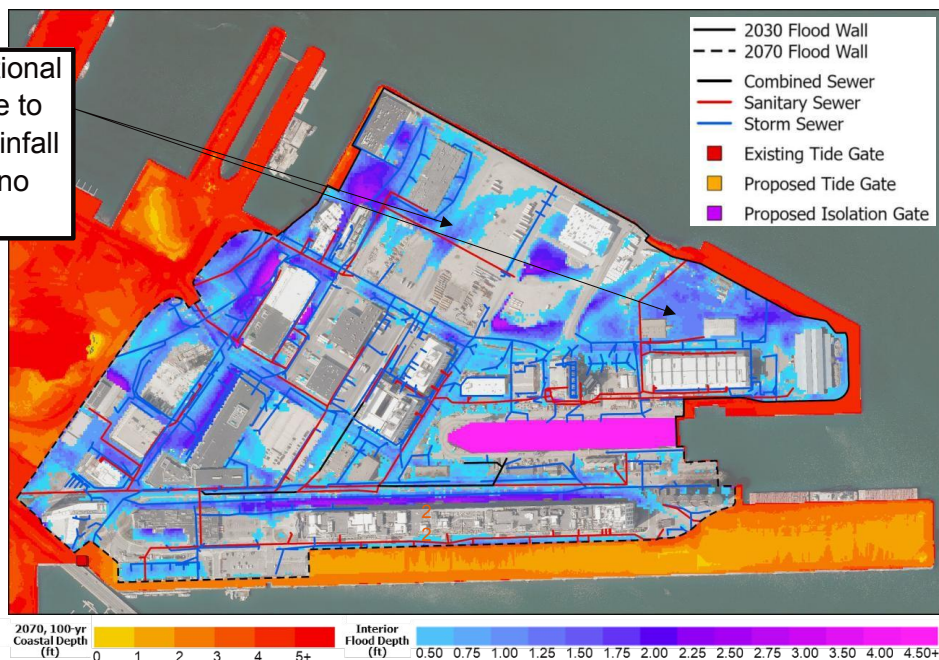 tional
e to
infall
no
2030 Flood Wall
2070 Flood Wall
Combined Sewer
Sanitary Sewer
Storm Sewer
Existing Tide Gate
Proposed Tide Gate
Proposed Isolation Gate
2
2
2070, 100-yr
Coastal Depth
(ft)
0 1 2 3 4 5+
Interior
Flood Depth
(ft)
0.50 0.75 1.00 1.25 1.50 1.75 2.00 2.25 2.50 2.75 3.00 3.50 4.00 4.50+